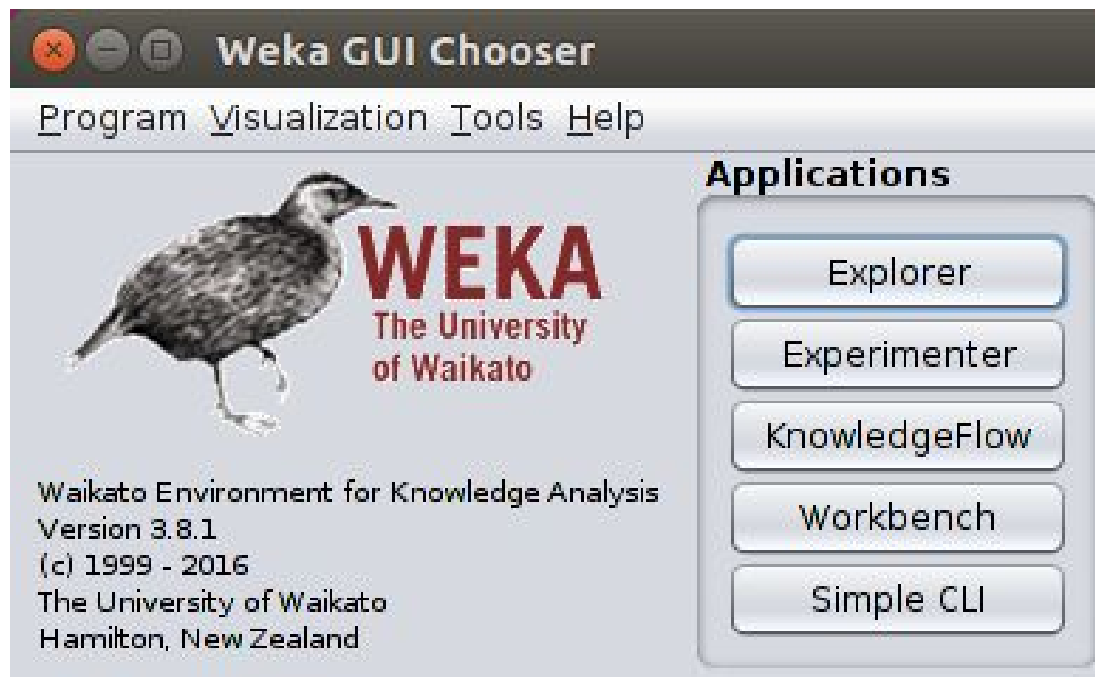 Weka GUI Chooser
Program Visualization Tools Help
WEKA
The University
of Waikato
Waikato Environment for Knowledge Analysis
Version 3.8.1
(c) 1999 - 2016
The University of Waikato
Hamilton, New Zealand
Applications
Explorer
Experimenter
KnowledgeFlow
Workbench
Simple CLI